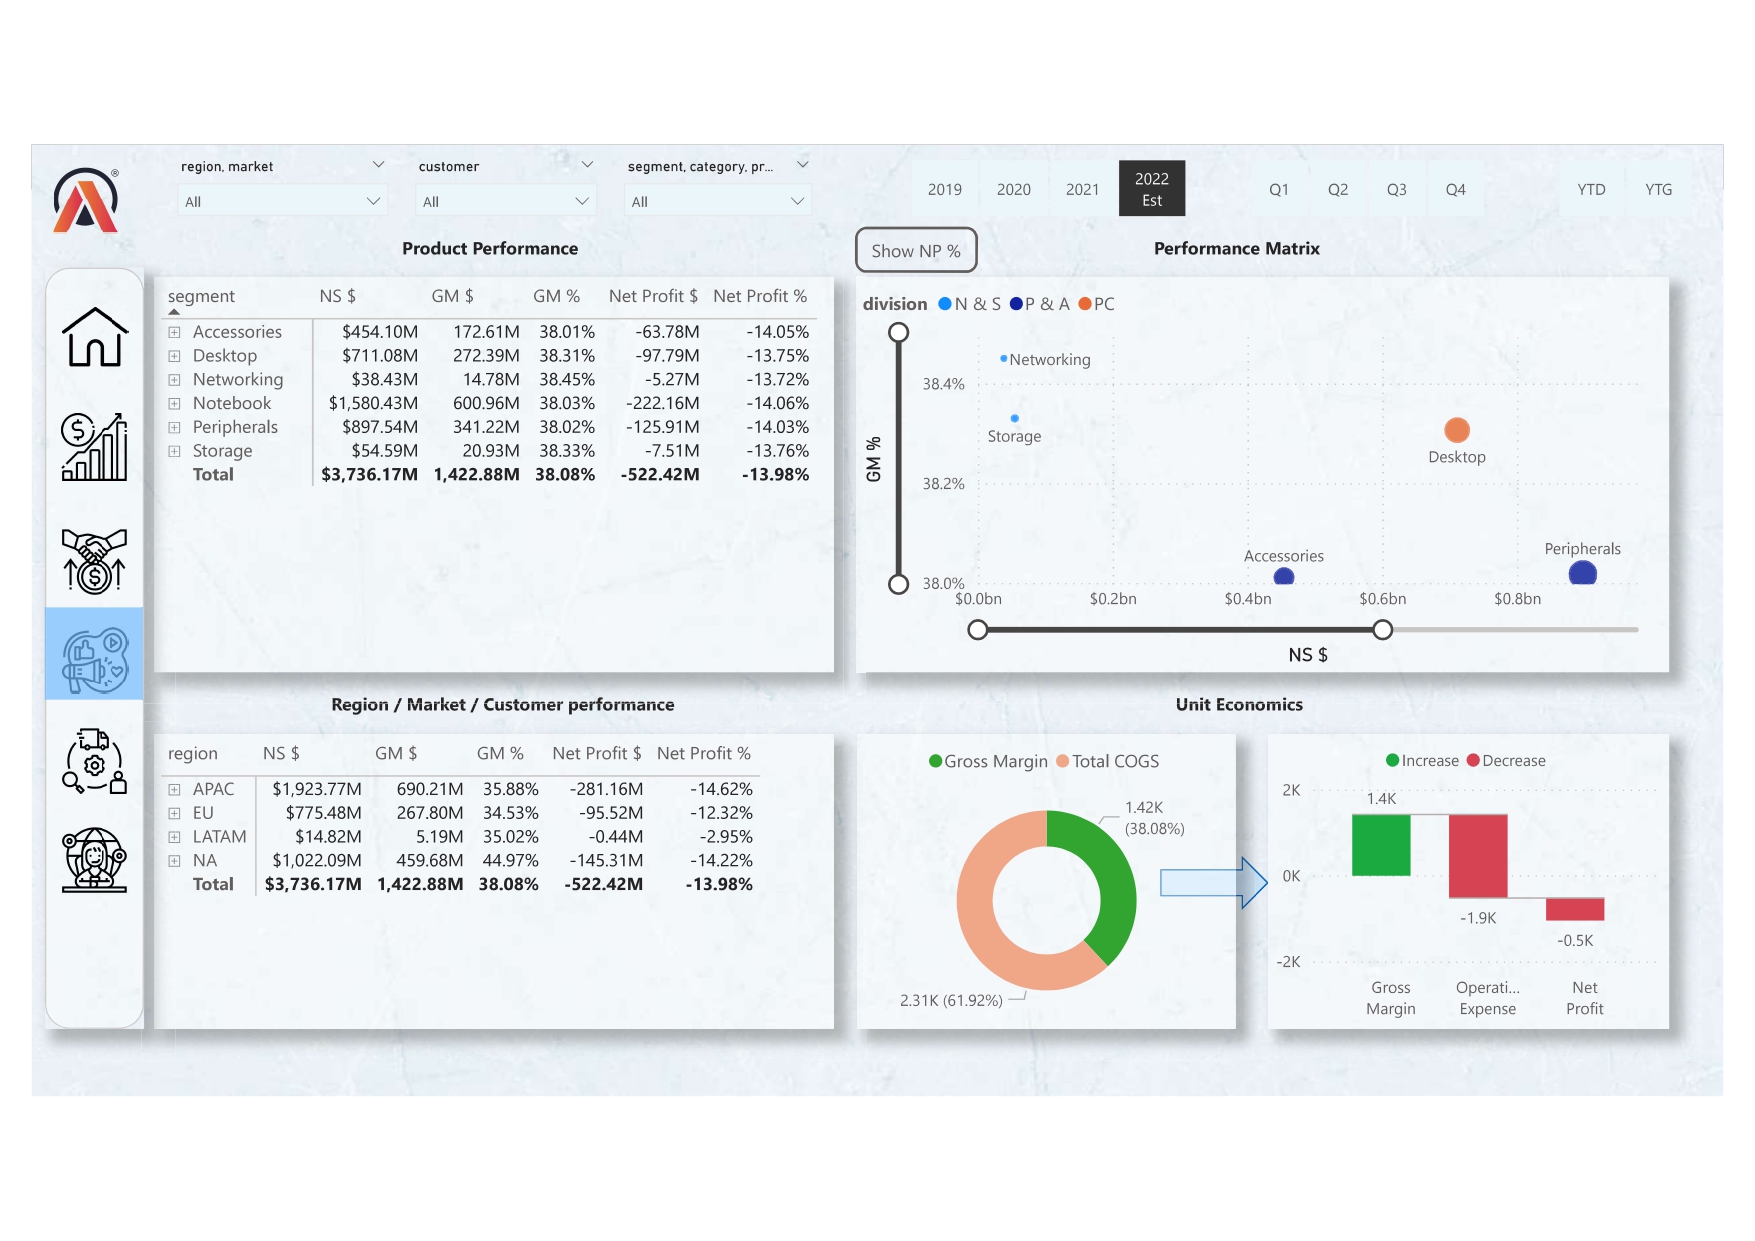 region, market
customer
segment, category, pr...
All
All
All
2019
2020
2021
2022
Est
Q1
Q2
Q3
Q4
YTD
YTG
®
Product Performance
segment NS $ GM $ GM % Net Profit $ Net Profit %
Accessories $454.10M 172.61M 38.01% -63.78M -14.05%
Desktop $711.08M 272.39M 38.31% -97.79M -13.75%
Networking $38.43M 14.78M 38.45% -5.27M -13.72%
Notebook $1,580.43M 600.96M 38.03% -222.16M -14.06%
Peripherals $897.54M 341.22M 38.02% -125.91M -14.03%
Storage $54.59M 20.93M 38.33% -7.51M -13.76%
Total $3,736.17M 1,422.88M 38.08% -522.42M -13.98%
Show NP %
Performance Matrix
division N & S P & A PC
GM %
38.4%
38.2%
38.0%
Networking
Storage
Desktop
Accessories
Peripherals
$0.0bn $0.2bn $0.4bn $0.6bn $0.8bn
NS $
Region / Market / Customer performance
region NS $ GM $ GM % Net Profit $ Net Profit %
APAC $1,923.77M 690.21M 35.88% -281.16M -14.62%
EU $775.48M 267.80M 34.53% -95.52M -12.32%
LATAM $14.82M 5.19M 35.02% -0.44M -2.95%
NA $1,022.09M 459.68M 44.97% -145.31M -14.22%
Total $3,736.17M 1,422.88M 38.08% -522.42M -13.98%
Unit Economics
Gross Margin Total COGS
1.42K
(38.08%)
2.31K (61.92%)
Increase Decrease
2K
0K
-2K
1.4K
-1.9K
-0.5K
Gross
Margin
Operati...
Expense
Net
Profit